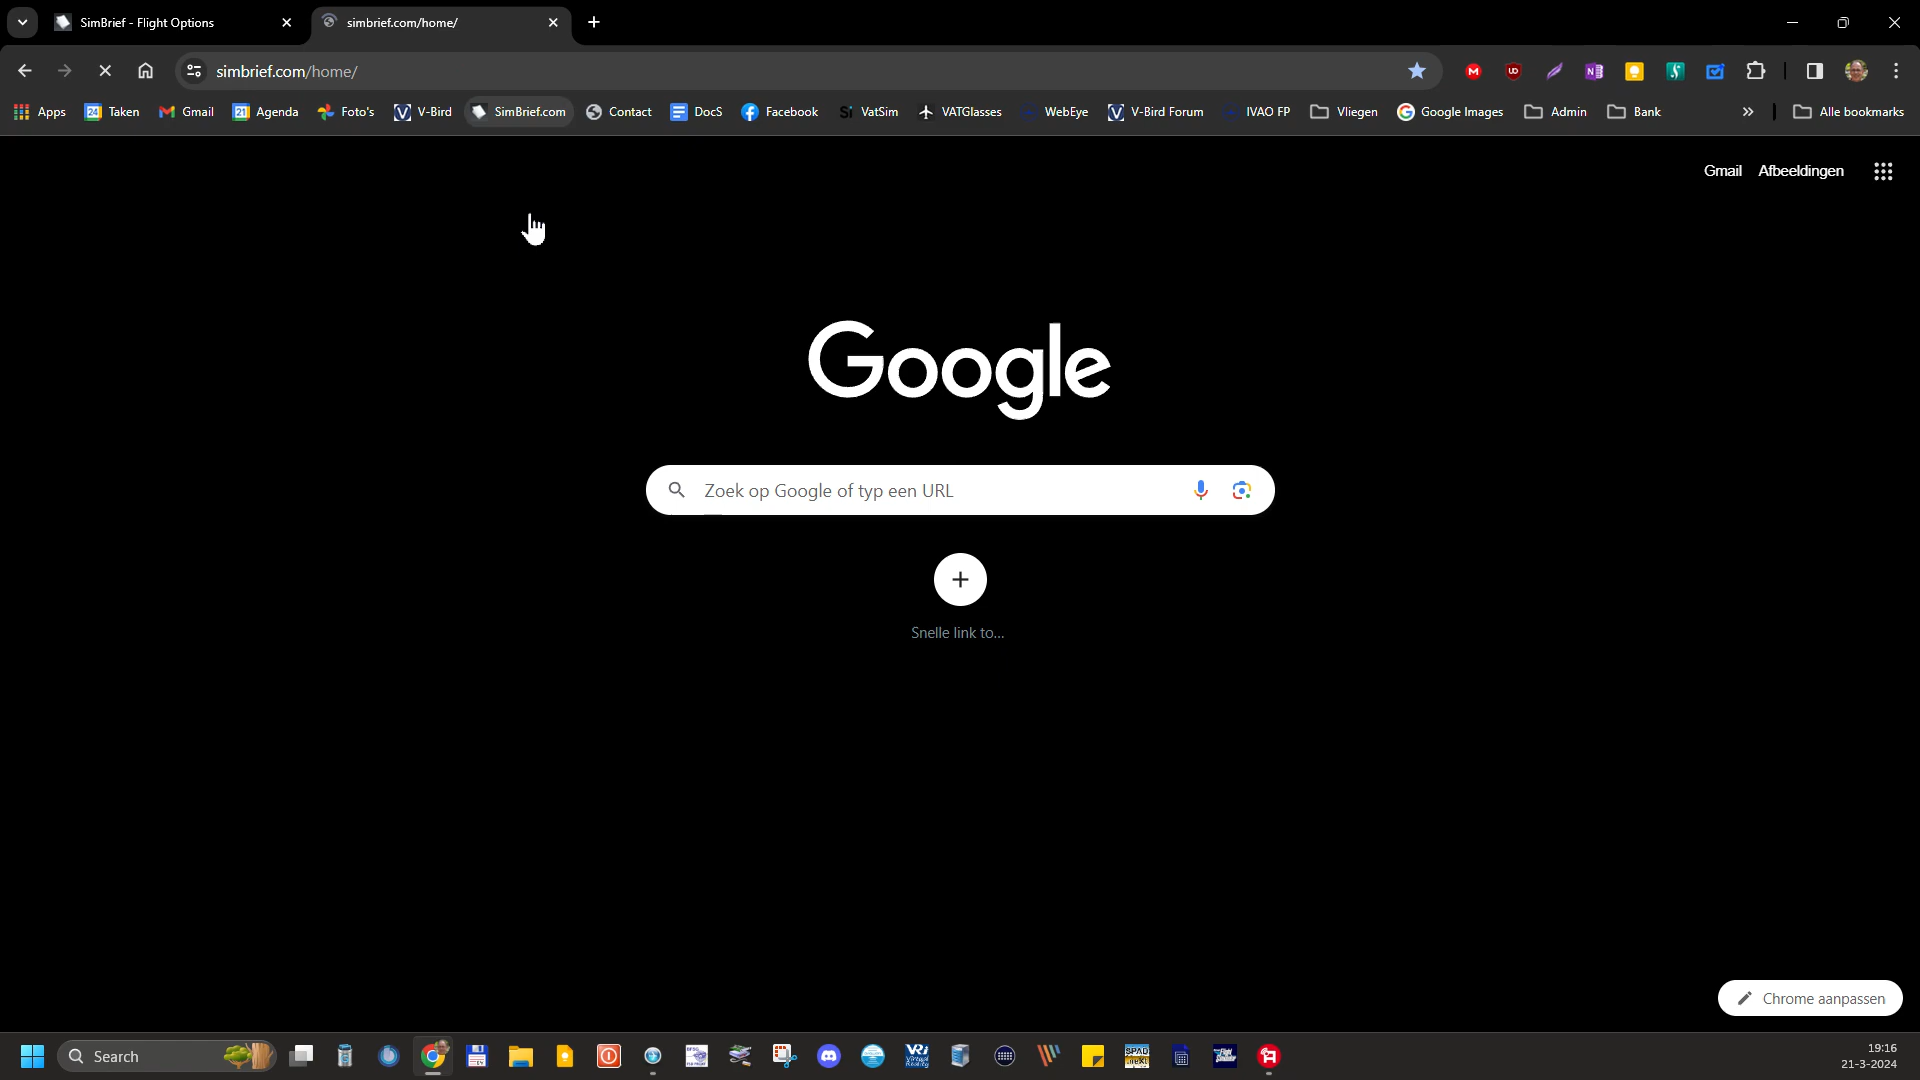 SimBrief - Flight Options
simbrief.com/home/
simbrief.com/home/
Apps Taken Gmail Agenda Foto's V-Bird SimBrief.com Contact DocS Facebook VatSim VATGlasses WebEye V-Bird Forum IVAO FP Vliegen Google Images Admin Bank Alle bookmarks
Gmail Afbeeldingen
Google
Zoek op Google of typ een URL
Snelle link to...
Chrome aanpassen
Search
19:16
21-3-2024